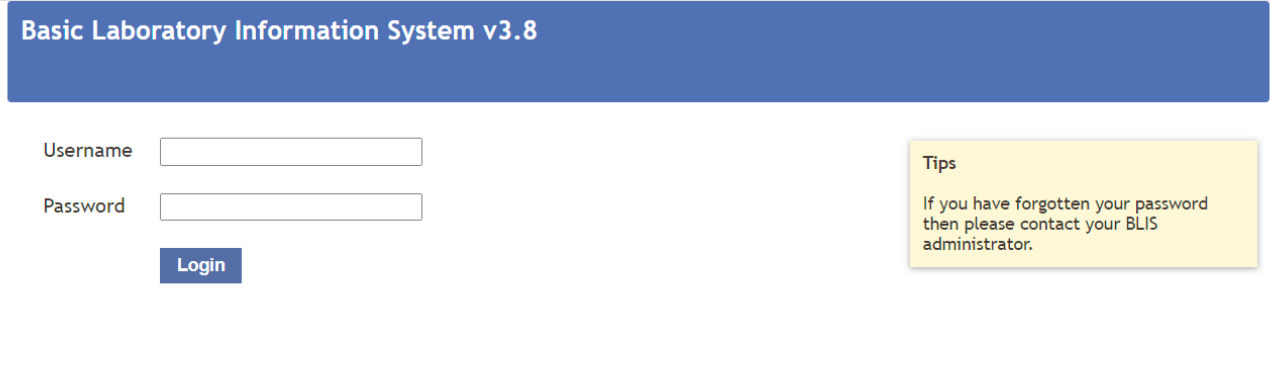 Basic Laboratory Information System v3.8
Username
Password
Login
Tips
If you have forgotten your password
then please contact your BLIS
administrator.